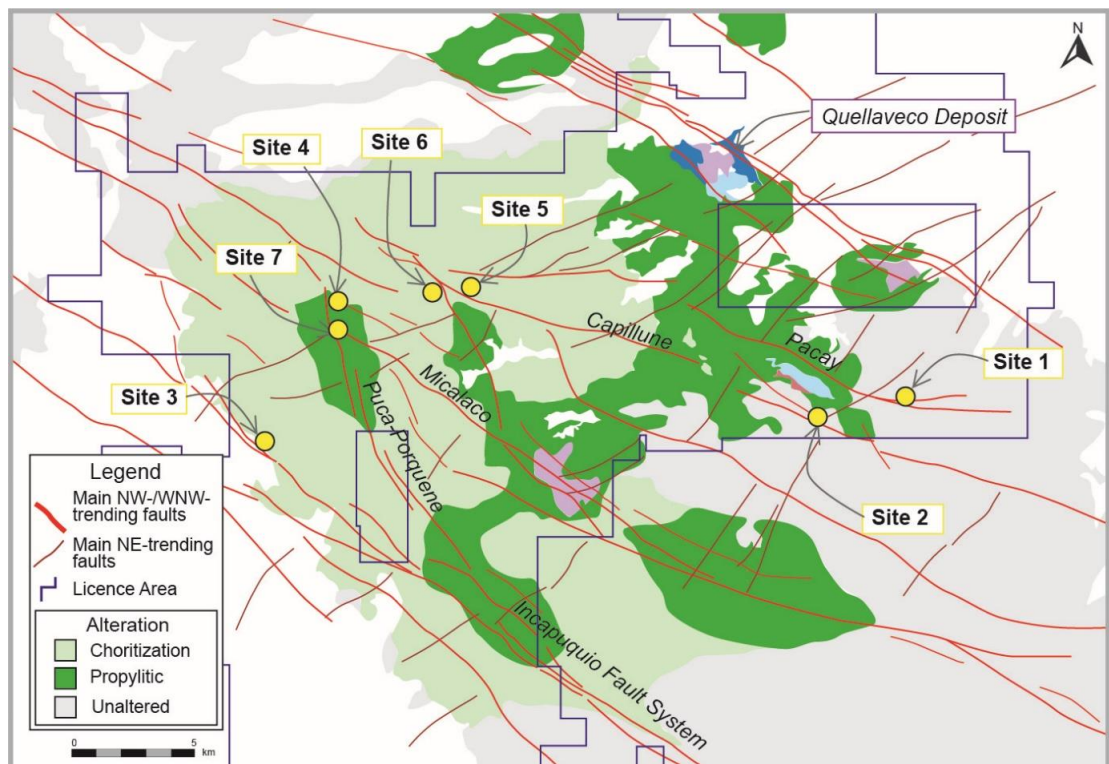 N
Quellaveco Deposit
Site 4
Site 6
Site 5
Site 7
Capillune
Pacay
Site 1
Micalaco
Site 3
Puca-Porquene
Site 2
Incapuquio Fault System
Legend
Main NW-/WNW-
trending faults
Main NE-trending
faults
Licence Area
Alteration
Choritization
Propylitic
Unaltered
0 5
km